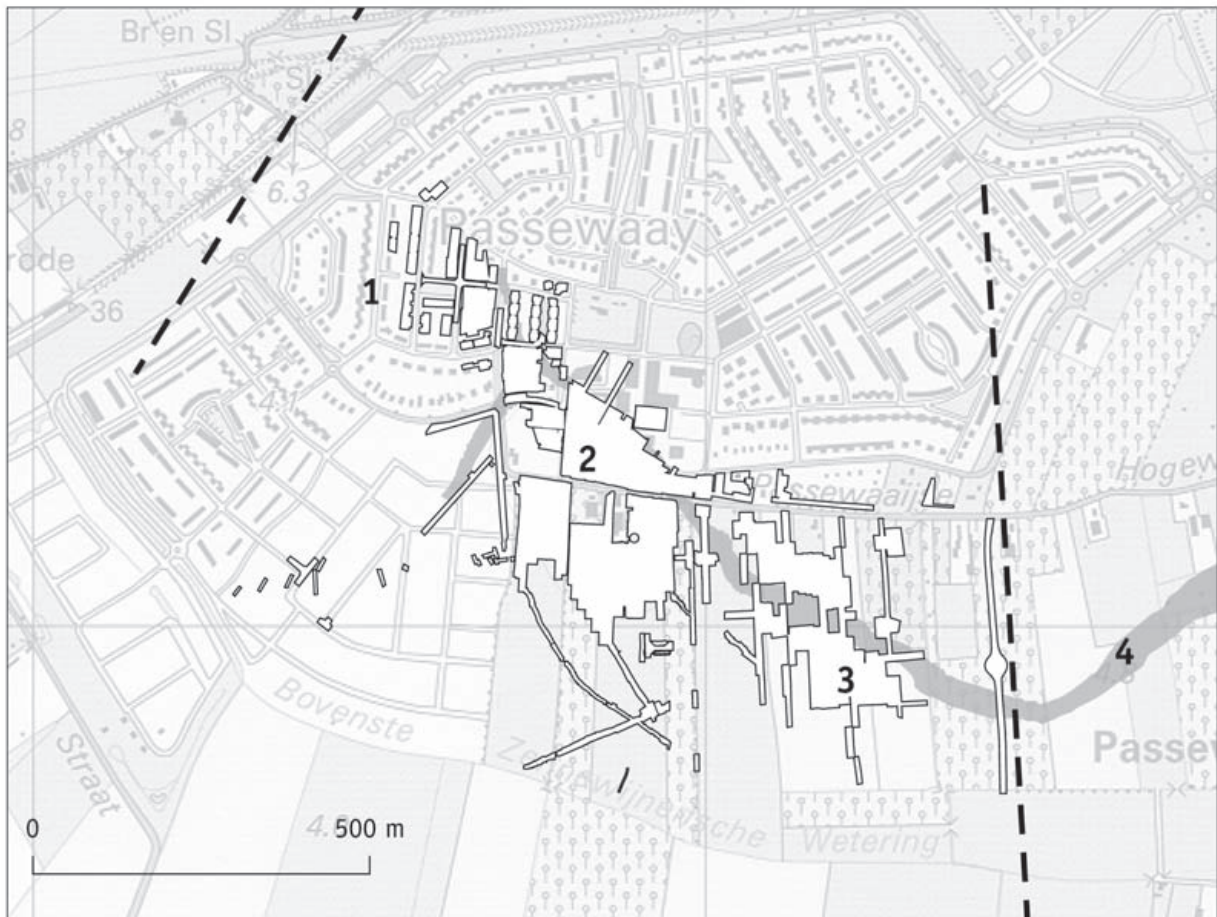 Br en Sl
Sl
8
6.3
Passewaay
rode
1
36
4.1
2
Passewaaijne
Hogew
4
3
Bovenste
Straat
Passew
Wetering
0
500 m